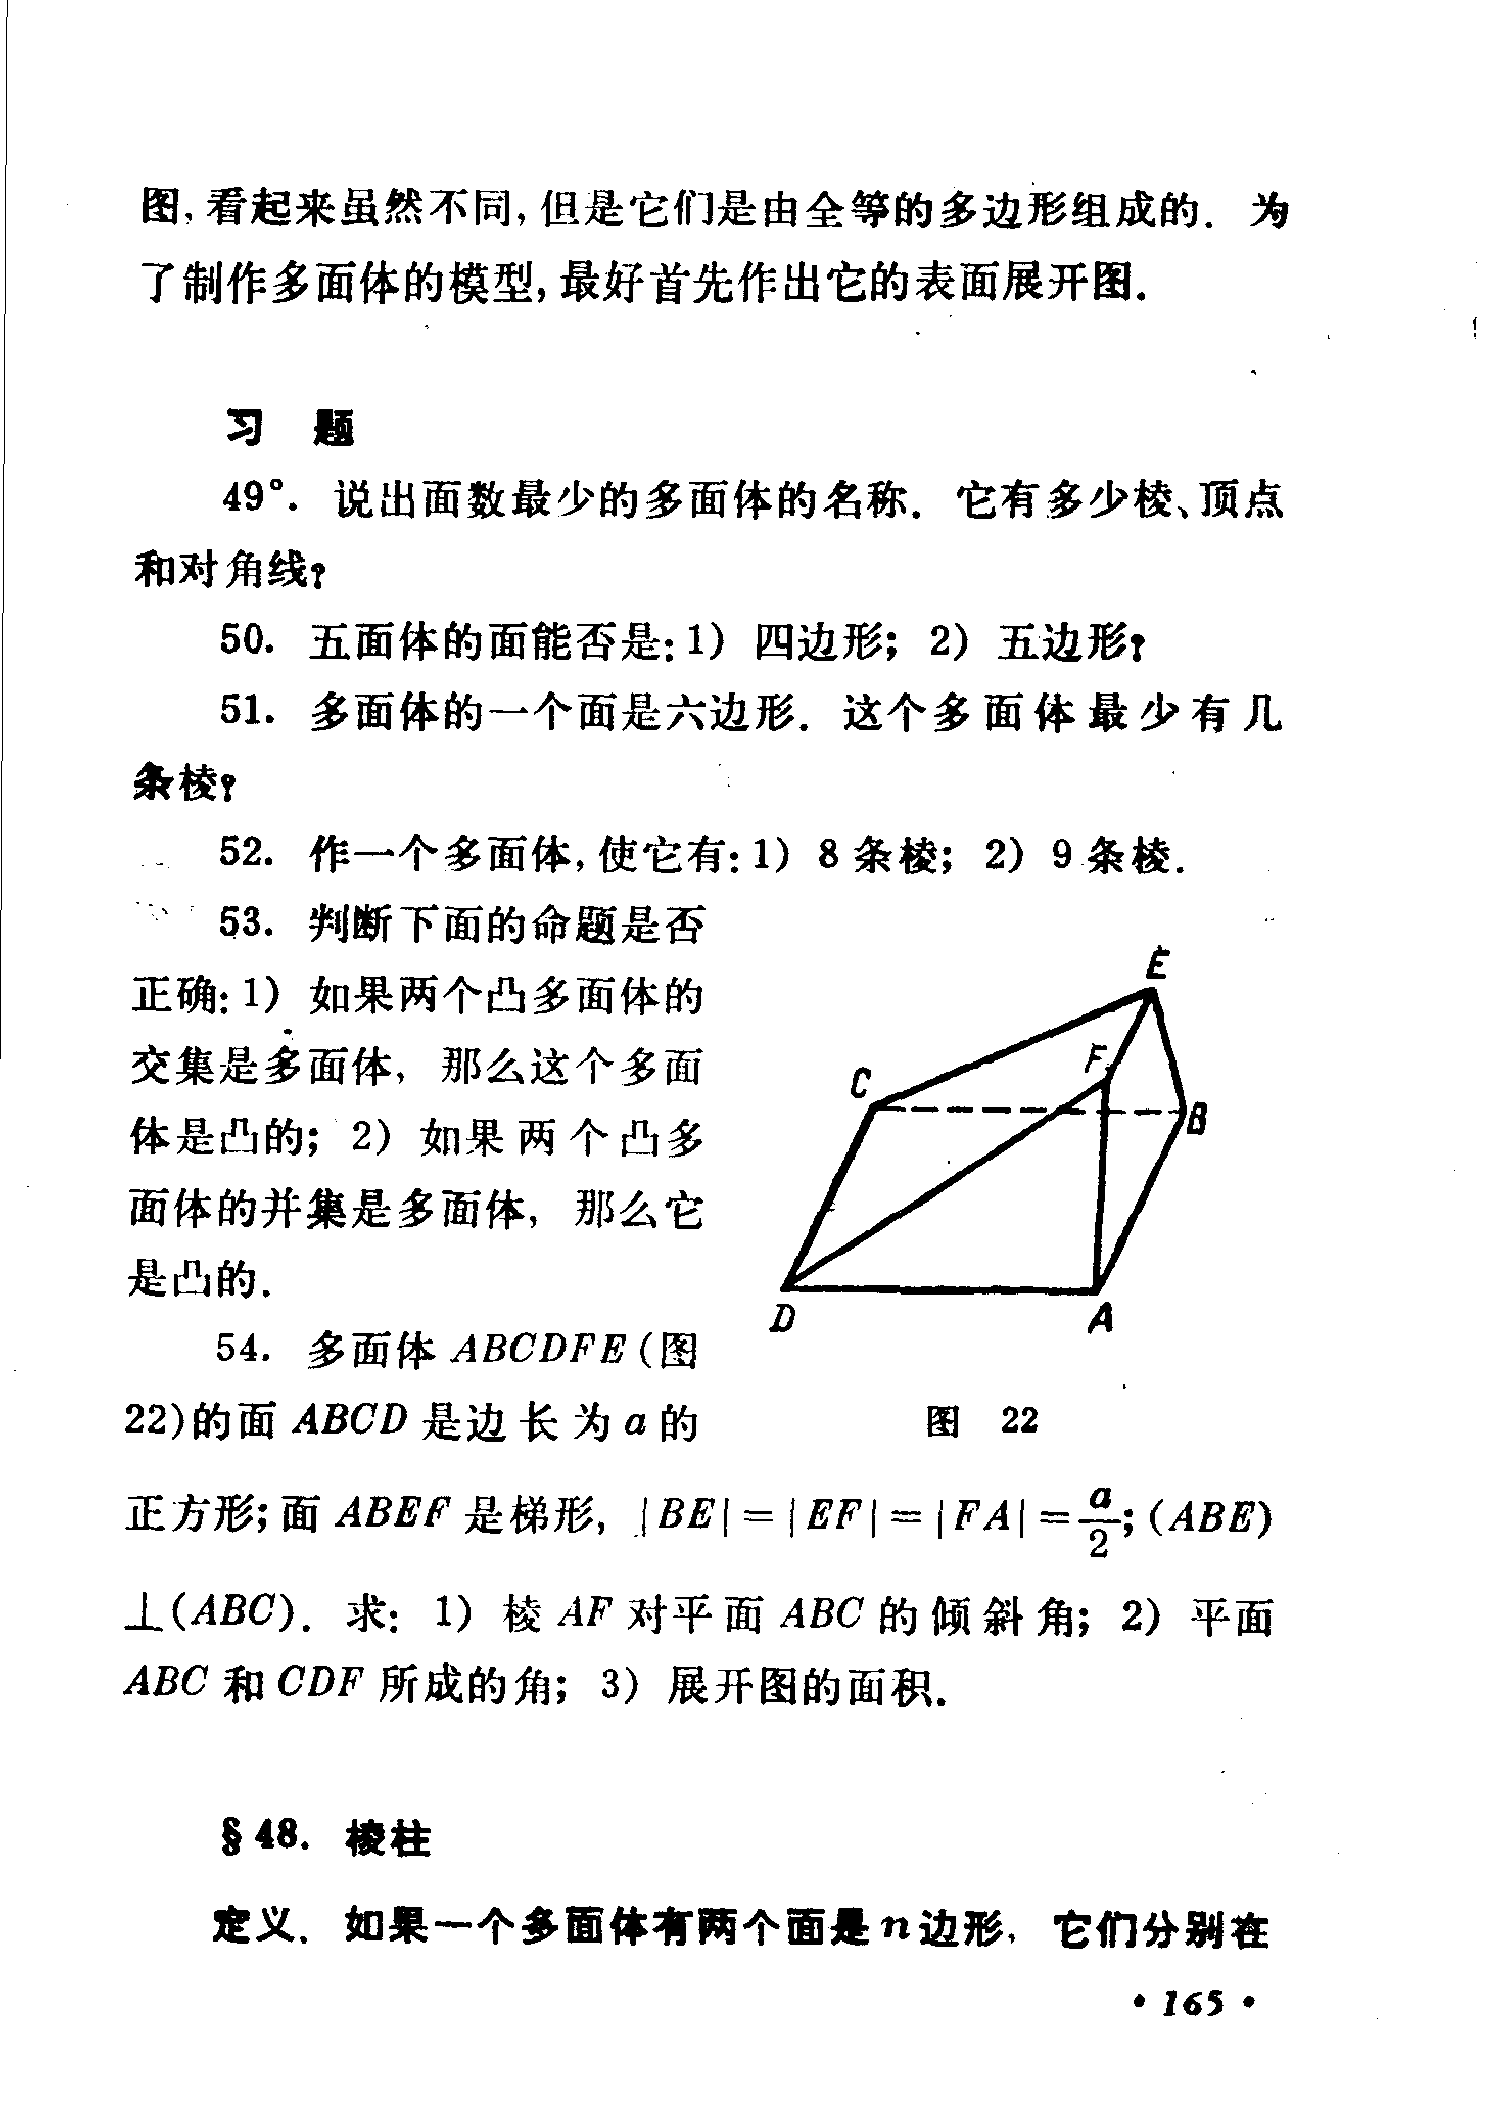 图,看起来虽然不同,但是它们是由全等的多边形组成的. 为
了制作多面体的模型,最好首先作出它的表面展开图.
习 题
49°. 说出面数最少的多面体的名称. 它有多少棱、顶点
和对角线?
50. 五面体的面能否是:1) 四边形; 2) 五边形?
51. 多面体的一个面是六边形. 这个多面体最少有几
条棱?
52. 作一个多面体,使它有:1) 8 条棱; 2) 9 条棱.
53. 判断下面的命题是否
正确:1) 如果两个凸多面体的
交集是多面体, 那么这个多面
体是凸的; 2) 如果两个凸多
面体的并集是多面体, 那么它
是凸的.
E
F
C
B
D
A
图 22
54. 多面体 ABCDFE (图
22)的面 ABCD 是边长为 a 的
正方形;面 ABEF 是梯形, |BE| = |EF| = |FA| = a/2; (ABE)
⊥(ABC). 求: 1) 棱 AF 对平面 ABC 的倾斜角; 2) 平面
ABC 和 CDF 所成的角; 3) 展开图的面积.
§48. 棱柱
定义. 如果一个多面体有两个面是 n 边形, 它们分别在
• 165 •